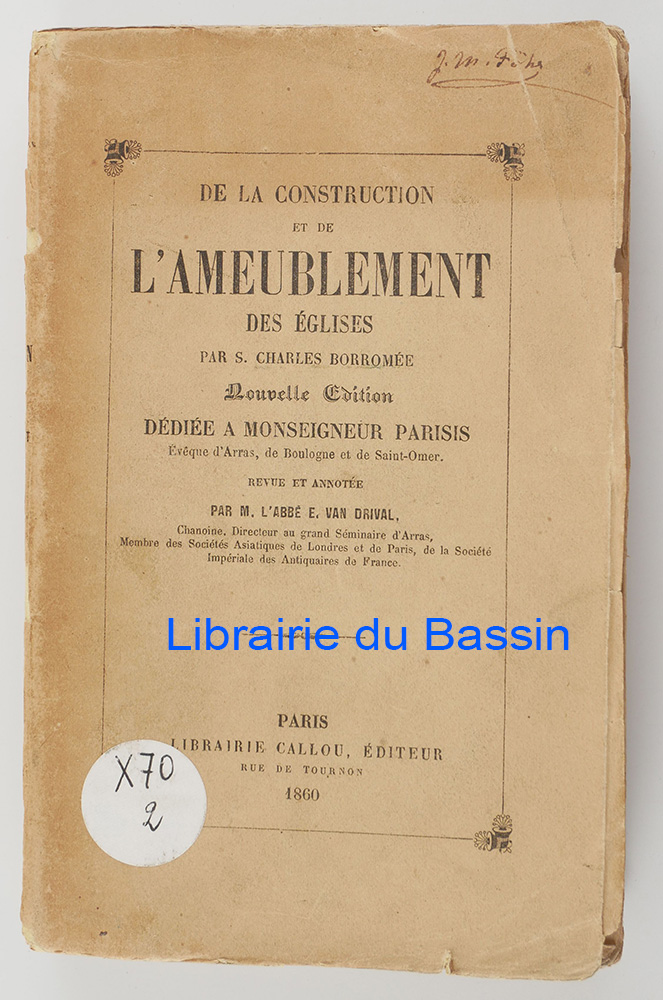 J. M.
DE LA CONSTRUCTION
ET DE
L'AMEUBLEMENT
DES ÉGLISES
PAR S. CHARLES BORROMÉE
Nouvelle Edition
DÉDIÉE A MONSEIGNEUR PARISIS
Evêque d'Arras, de Boulogne et de Saint-Omer.
REVUE ET ANNOTÉE
PAR M. L'ABBÉ E. VAN DRIVAL,
Chanoine, Directeur au grand Séminaire d'Arras,
Membre des Sociétés Asiatiques de Londres et de Paris, de la Société
Impériale des Antiquaires de France.
Librairie du Bassin
PARIS
LIBRAIRIE CALLOU, ÉDITEUR
RUE DE TOURNON
1860
X70
2